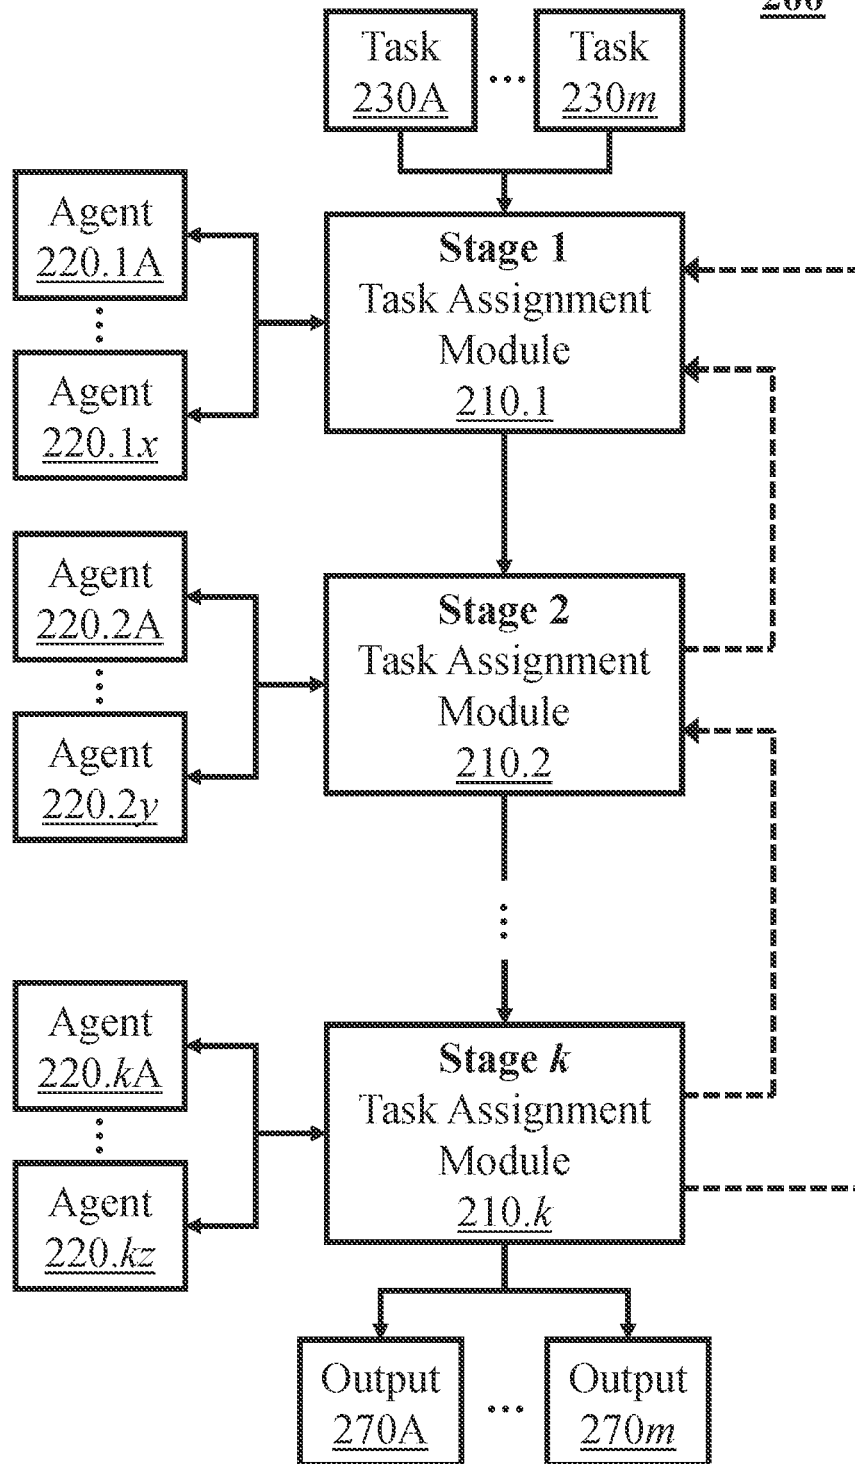 Task
230A
Task
230m
Agent
220.1A
Agent
220.1x
Stage 1
Task Assignment
Module
210.1
Agent
220.2A
Agent
220.2y
Stage 2
Task Assignment
Module
210.2
Agent
220.kA
Agent
220.kz
Stage k
Task Assignment
Module
210.k
Output
270A
Output
270m